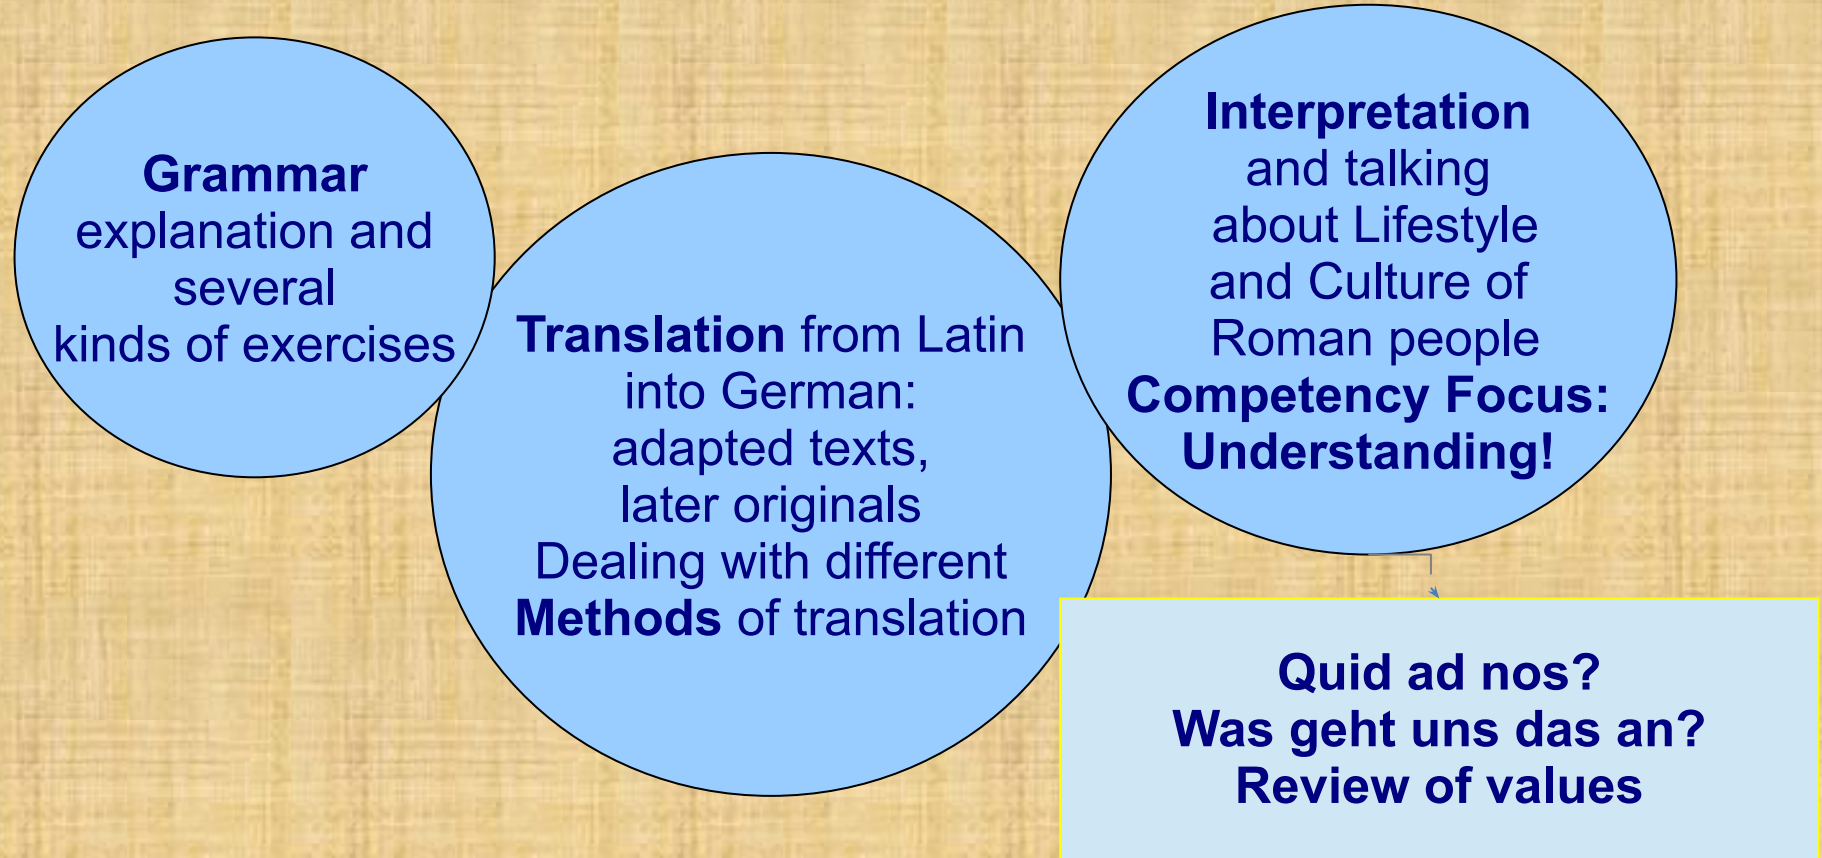 Grammar
explanation and
several
kinds of exercises
Translation from Latin
into German:
adapted texts,
later originals
Dealing with different
Methods of translation
Interpretation
and talking
about Lifestyle
and Culture of
Roman people
Competency Focus:
Understanding!
Quid ad nos?
Was geht uns das an?
Review of values